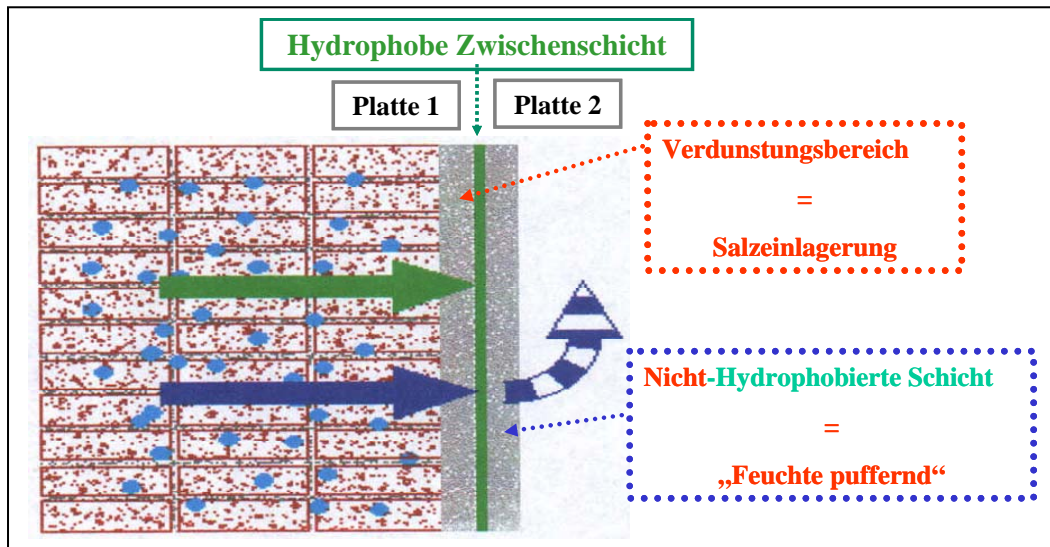 Hydrophobe Zwischenschicht
Platte 1
Platte 2
Verdunstungsbereich
=
Salzeinlagerung
Nicht-Hydrophobierte Schicht
=
„Feuchte puffernd“